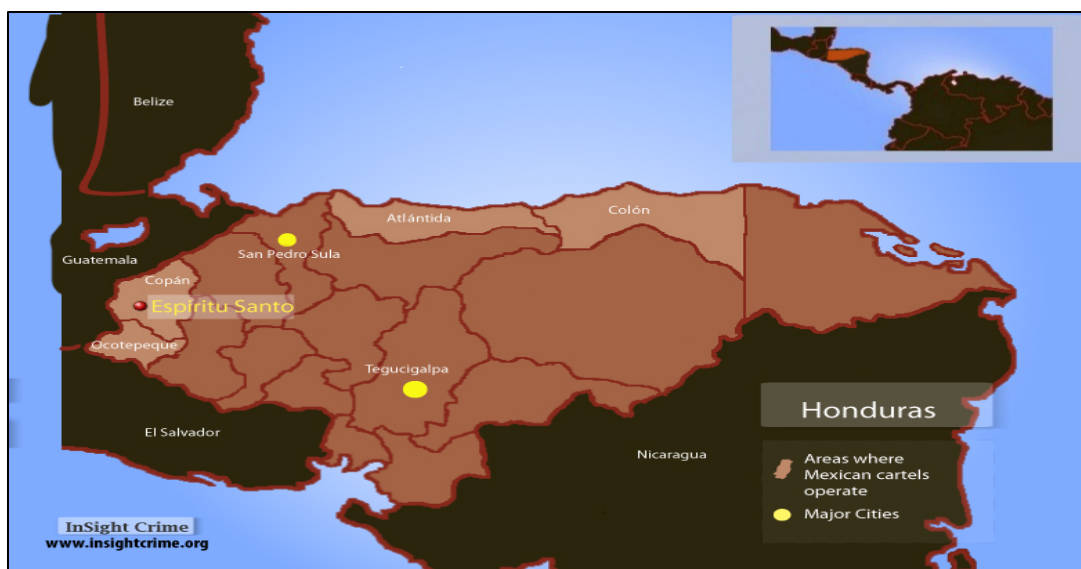 Belize
Atlántida
Colón
San Pedro Sula
Guatemala
Copán
Espíritu Santo
Ocotepeque
Tegucigalpa
El Salvador
Nicaragua
Honduras
Areas where
Mexican cartels
operate
Major Cities
InSight Crime
www.insightcrime.org